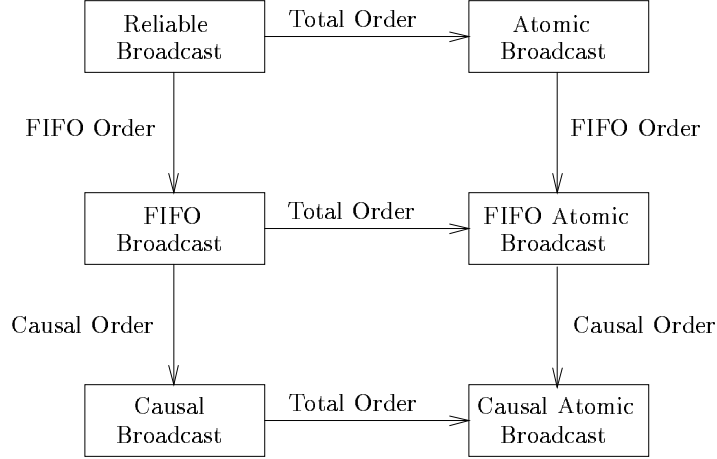 Reliable
Broadcast
Total Order
Atomic
Broadcast
FIFO Order
FIFO Order
FIFO
Broadcast
Total Order
FIFO Atomic
Broadcast
Causal Order
Causal Order
Causal
Broadcast
Total Order
Causal Atomic
Broadcast